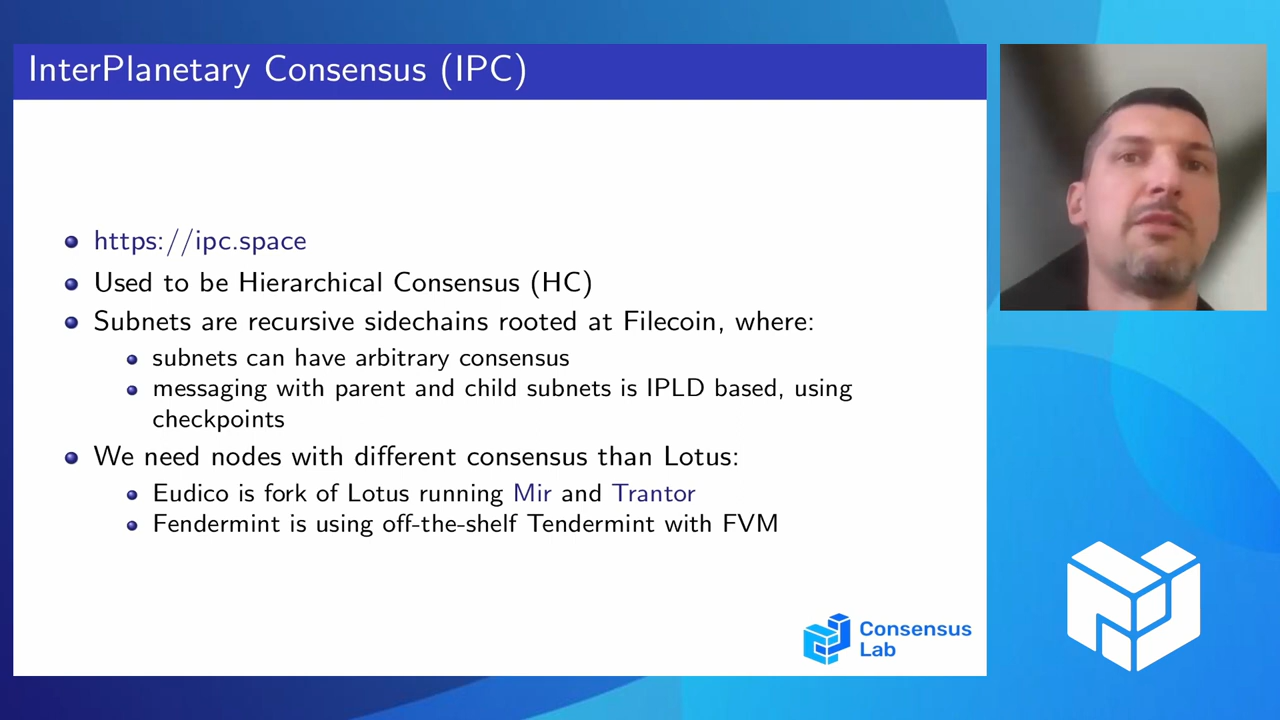 InterPlanetary Consensus (IPC)
https://ipc.space
Used to be Hierarchical Consensus (HC)
Subnets are recursive sidechains rooted at Filecoin, where:
subnets can have arbitrary consensus
messaging with parent and child subnets is IPLD based, using
checkpoints
We need nodes with different consensus than Lotus:
Eudico is fork of Lotus running Mir and Trantor
Fendermint is using off-the-shelf Tendermint with FVM
Consensus
Lab